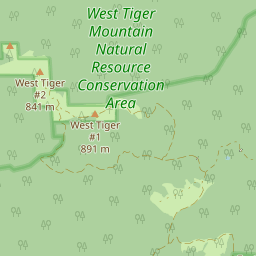 West Tiger
Mountain
Natural
Resource
Conservation
Area
West Tiger
#2
841 m
West Tiger
#1
891 m